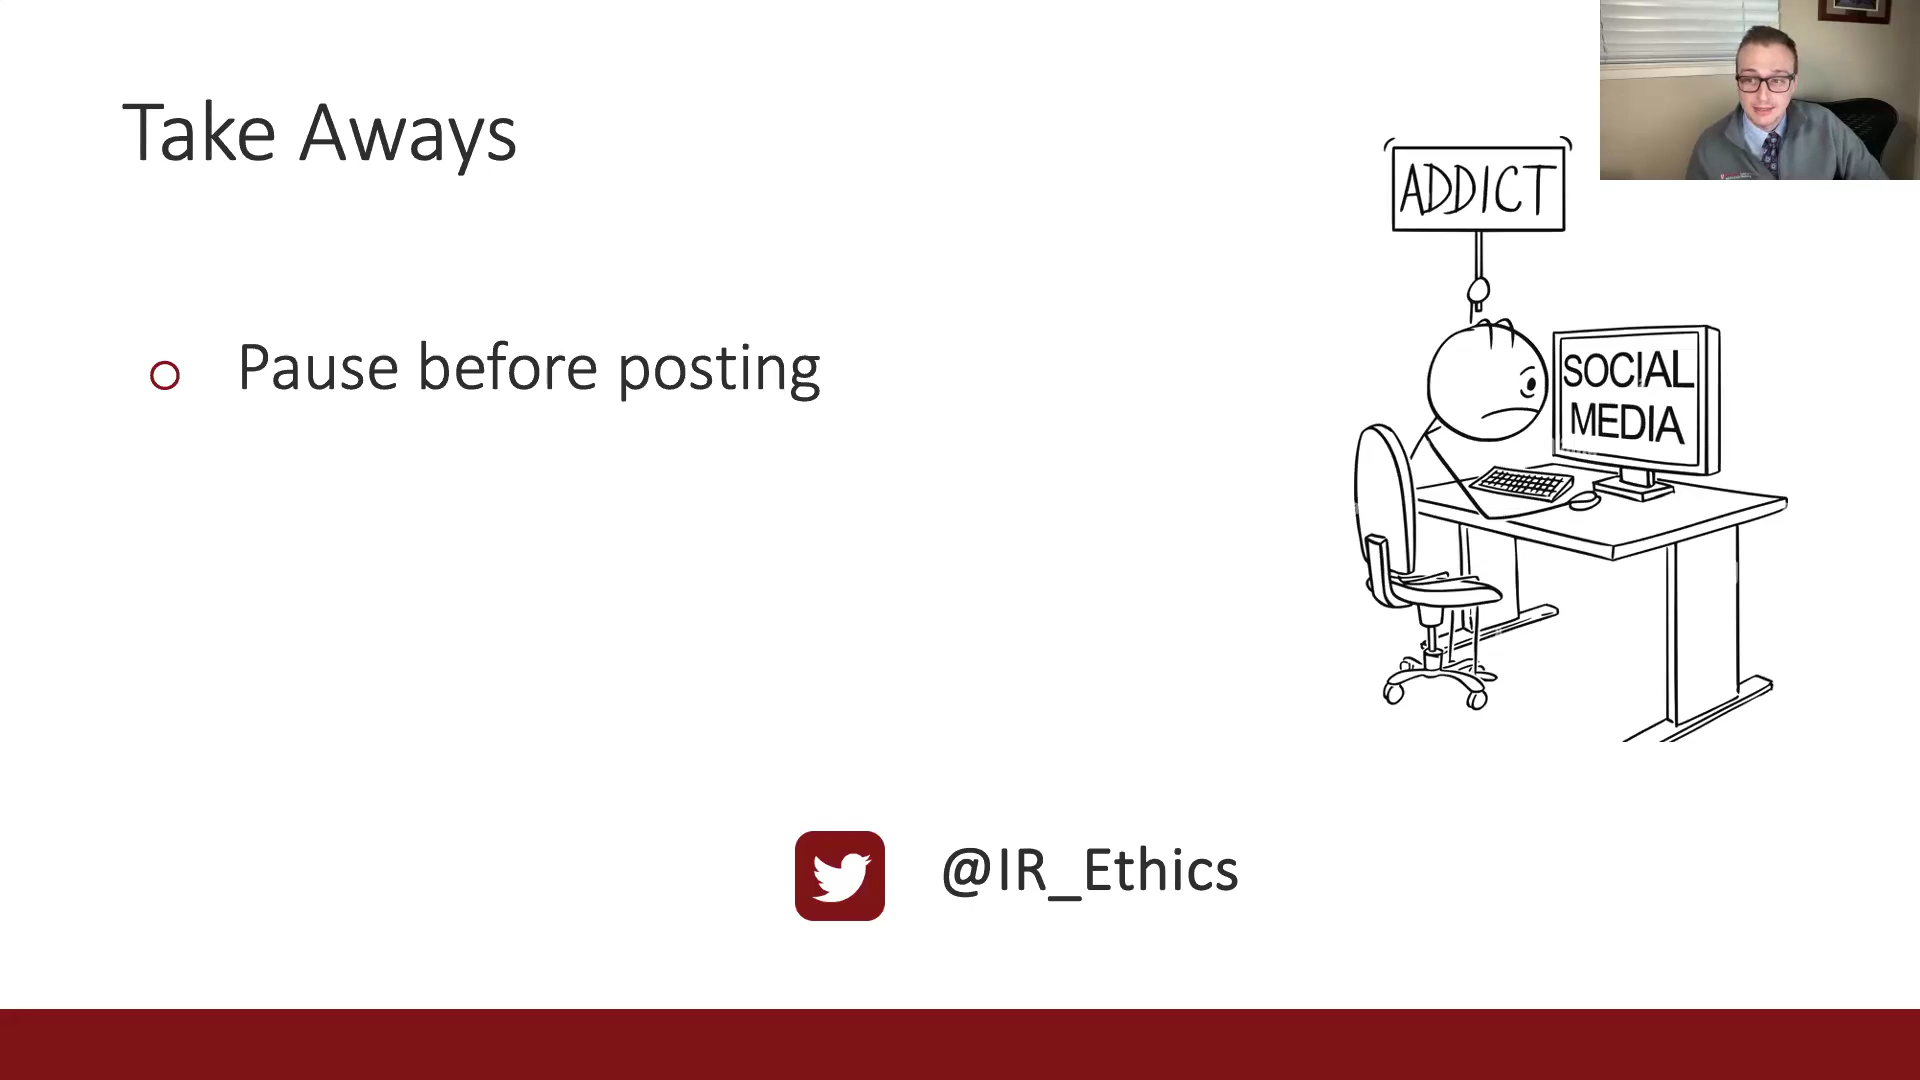 Take Aways
ADDICT
Pause before posting
SOCIAL
MEDIA
@IR_Ethics